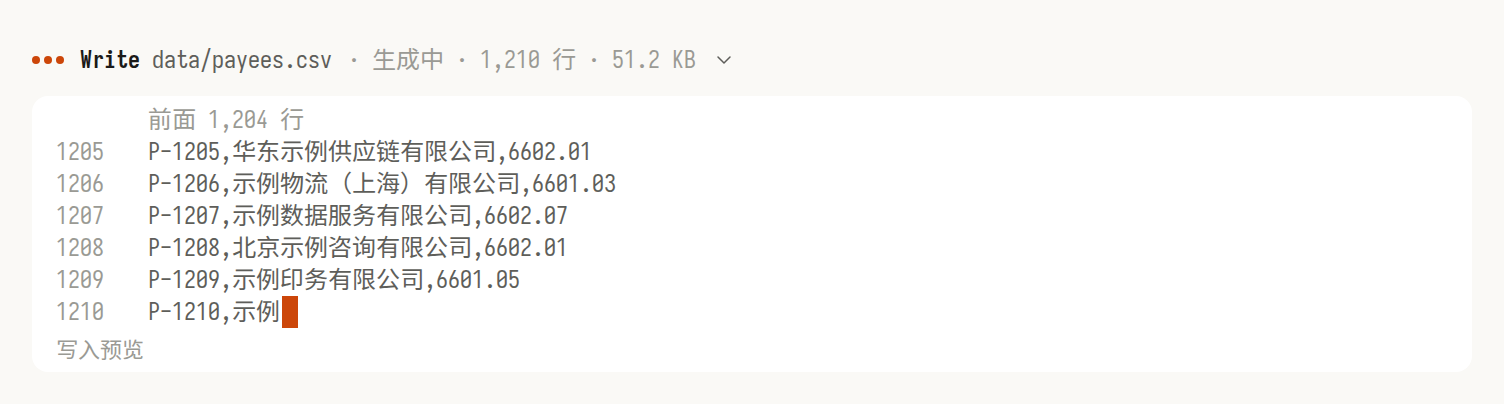 Write data/payees.csv · 生成中 · 1,210 行 · 51.2 KB
前面 1,204 行
1205 P-1205,华东示例供应链有限公司,6602.01
1206 P-1206,示例物流（上海）有限公司,6601.03
1207 P-1207,示例数据服务有限公司,6602.07
1208 P-1208,北京示例咨询有限公司,6602.01
1209 P-1209,示例印务有限公司,6601.05
1210 P-1210,示例
写入预览